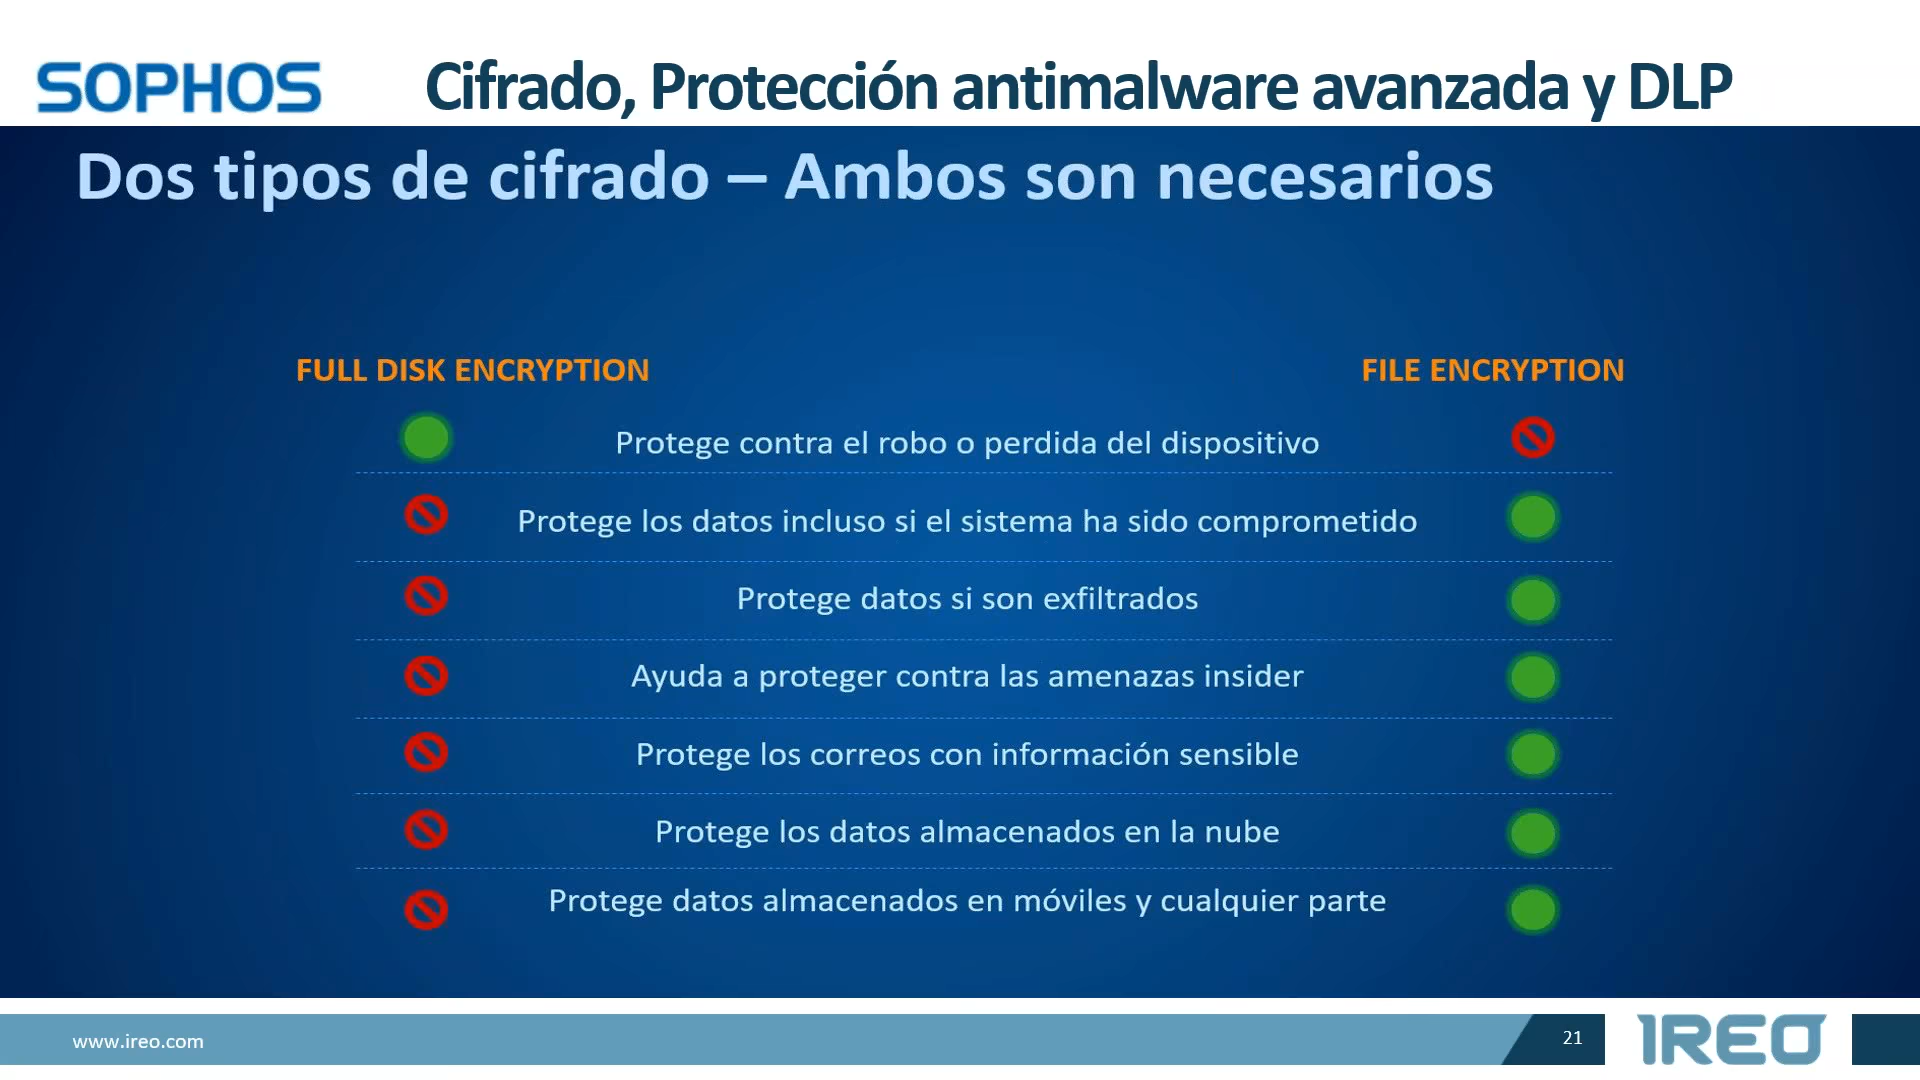 SOPHOS
Cifrado, Protección antimalware avanzada y DLP
Dos tipos de cifrado – Ambos son necesarios
FULL DISK ENCRYPTION
FILE ENCRYPTION
Protege contra el robo o perdida del dispositivo
Protege los datos incluso si el sistema ha sido comprometido
Protege datos si son exfiltrados
Ayuda a proteger contra las amenazas insider
Protege los correos con información sensible
Protege los datos almacenados en la nube
Protege datos almacenados en móviles y cualquier parte
www.ireo.com
21
IREO